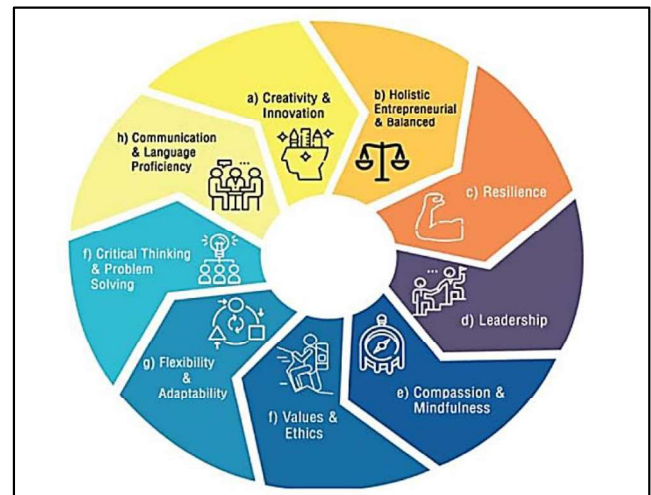 a) Creativity &
Innovation
b) Holistic
Entrepreneurial
& Balanced
c) Resilience
d) Leadership
e) Compassion &
Mindfulness
f) Values &
Ethics
g) Flexibility
&
Adaptability
f) Critical Thinking
& Problem
Solving
h) Communication
& Language
Proficiency